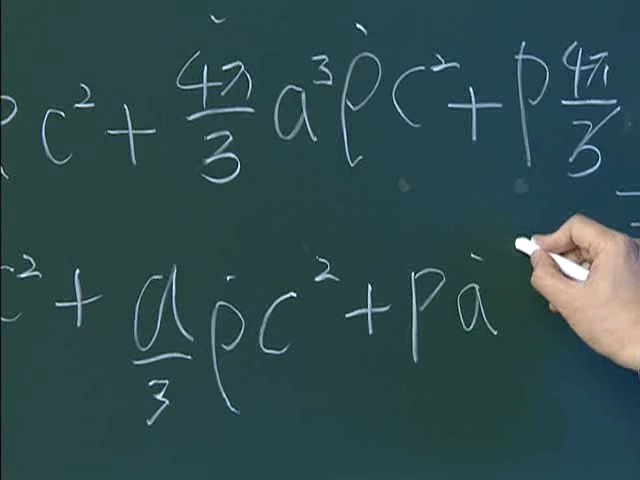 ρ c² + 4π/3 a³ ρ̇ c² + p 4π/3
c² + a/3 ρ̇ c² + p ȧ